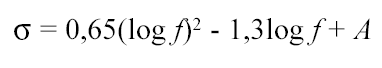 σ = 0,65(log f)² - 1,3log f + A